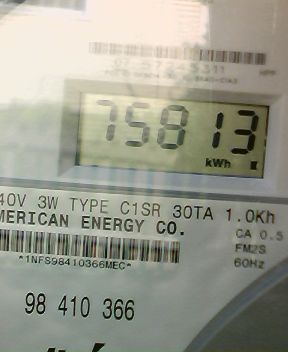 75813
kWh
40V 3W TYPE C1SR 30TA 1.0Kh
MERICAN ENERGY CO.
CA 0.5
FM2S
*1NFS98410366MEC*
60Hz
98 410 366